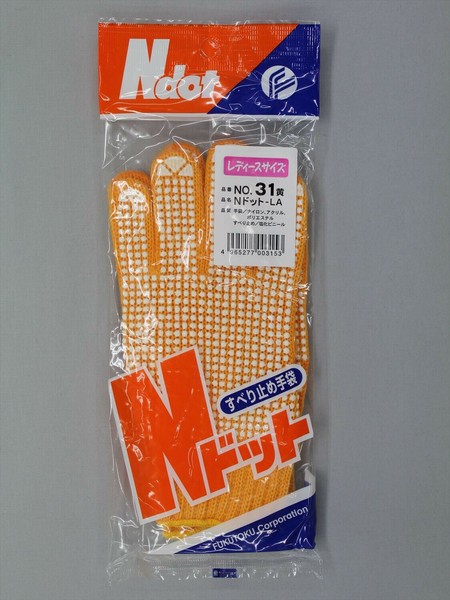 Ndot
レディースサイズ
品番 NO. 31黄
品名 Nドット-LA
品質 手袋/ナイロン、アクリル、
ポリエステル
すべり止め/塩化ビニール
4 965277 003153
すべり止め手袋
Nドット
FUKUTOKU Corporation